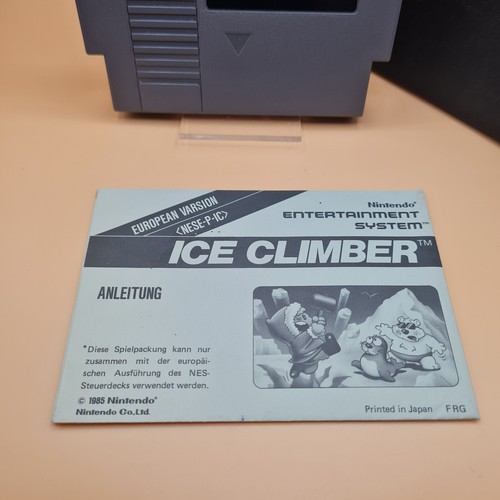 EUROPEAN VARSION
<NESE-P-IC>
Nintendo®
ENTERTAINMENT
SYSTEM™
ICE CLIMBER™
ANLEITUNG
*Diese Spielpackung kann nur
zusammen mit der europäi-
schen Ausführung des NES-
Steuerdecks verwendet werden.
© 1985 Nintendo®
Nintendo Co., Ltd.
Printed in Japan FRG